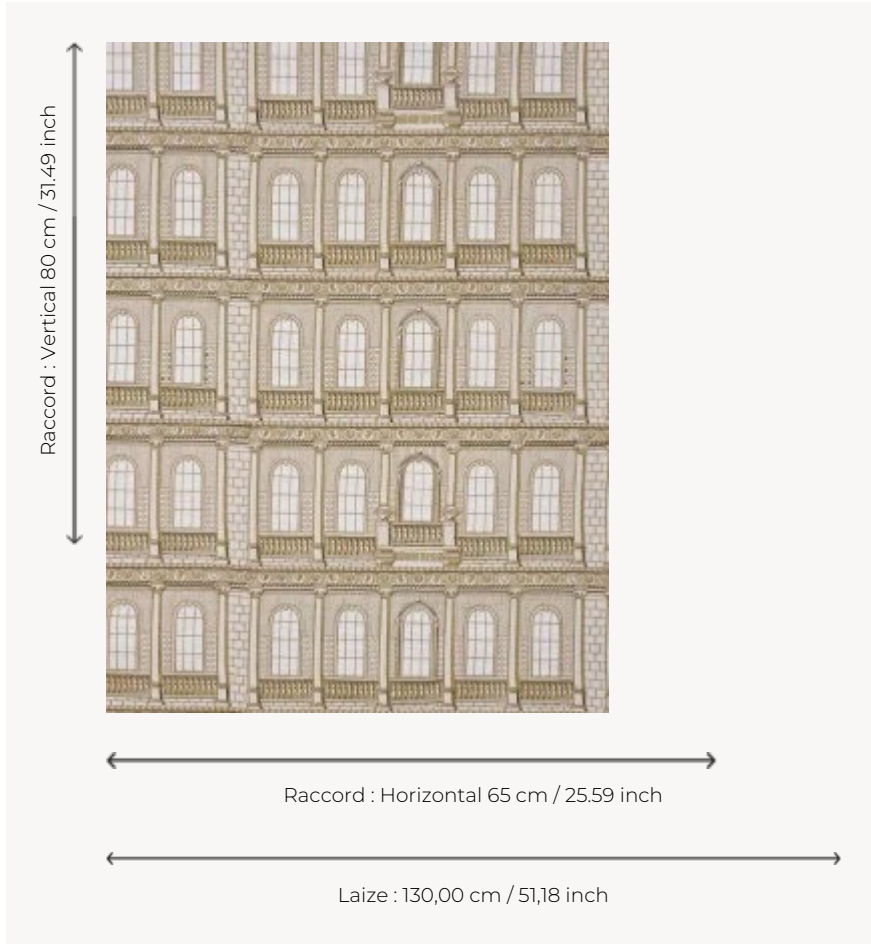 Raccord : Vertical 80 cm / 31.49 inch
Raccord : Horizontal 65 cm / 25.59 inch
Laize : 130,00 cm / 51,18 inch